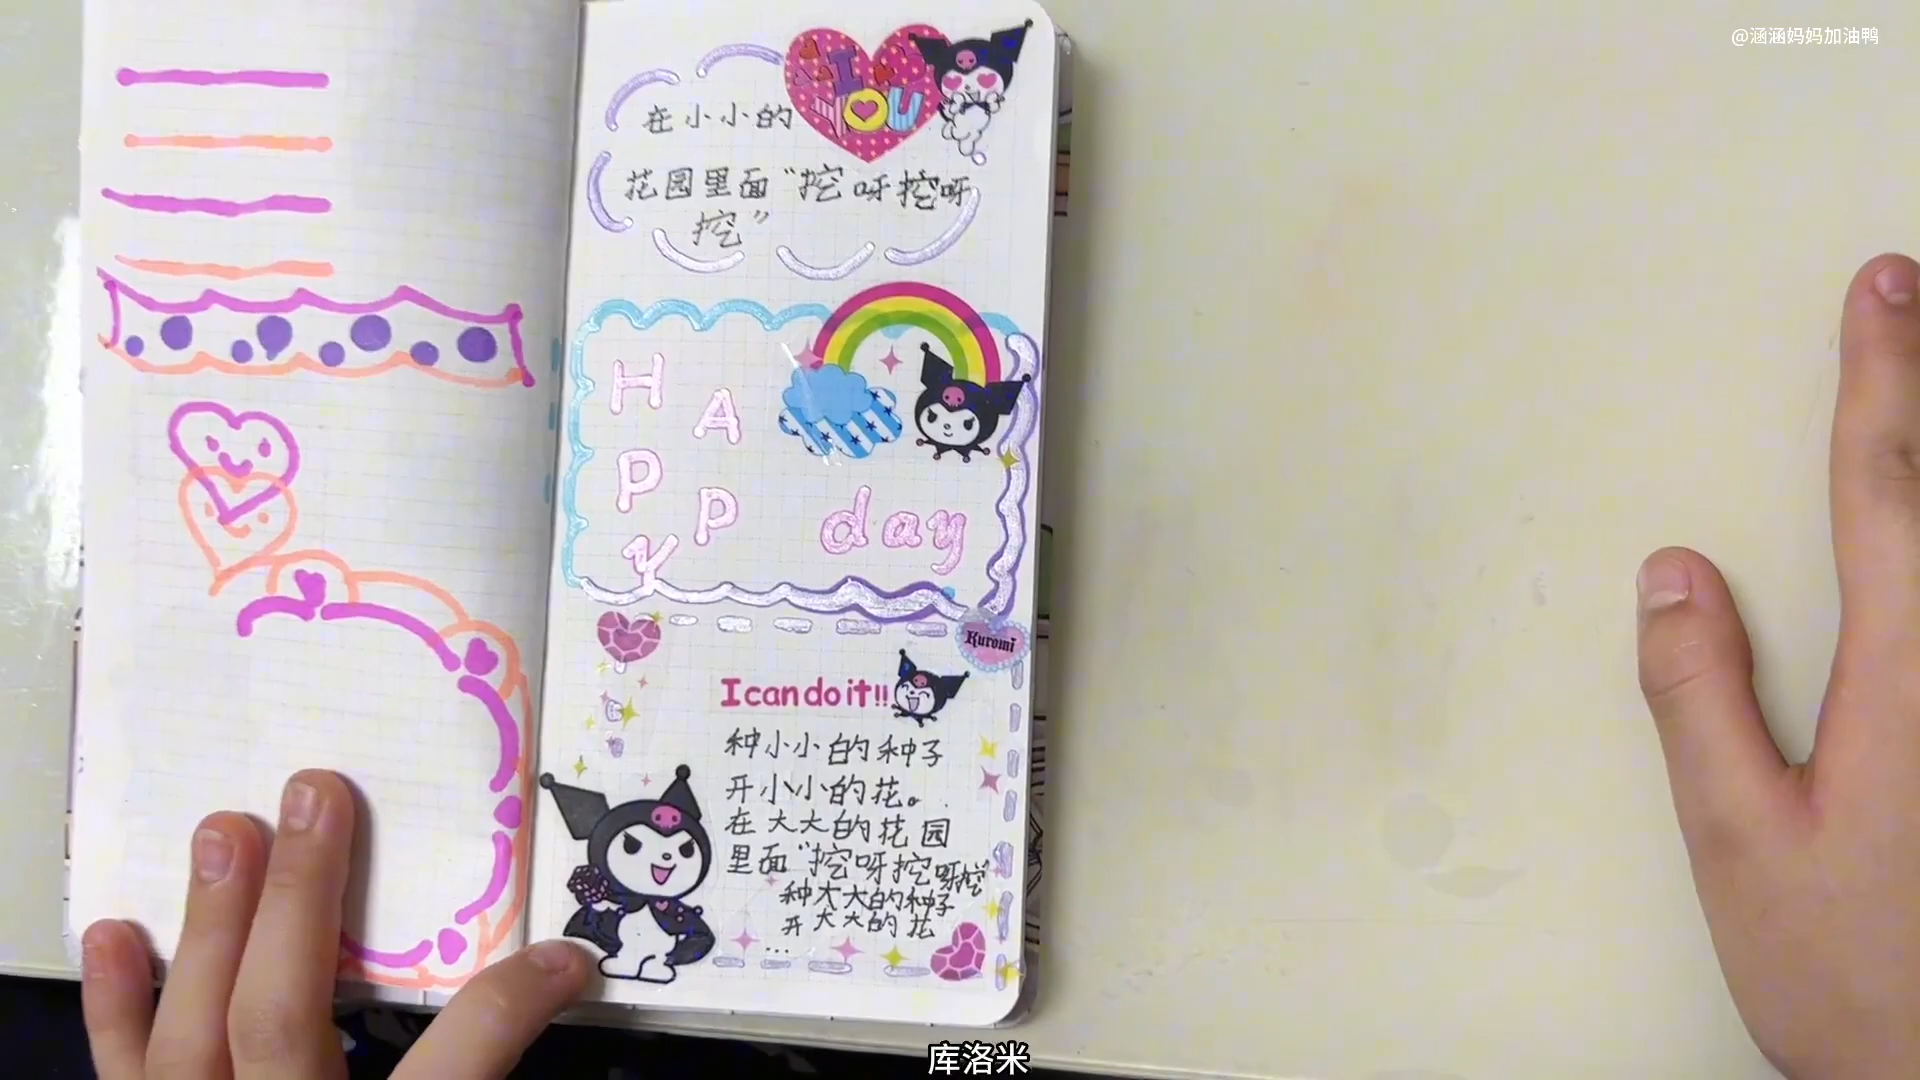 @涵涵妈妈加油鸭
I
YOU
在小小的
花园里面“挖呀挖呀
挖”
HAPPY day
Kuromi
I can do it!!
种小小的种子
开小小的花。
在大大的花园
里面“挖呀挖呀挖”
种大大的种子
开大大的花
...
库洛米